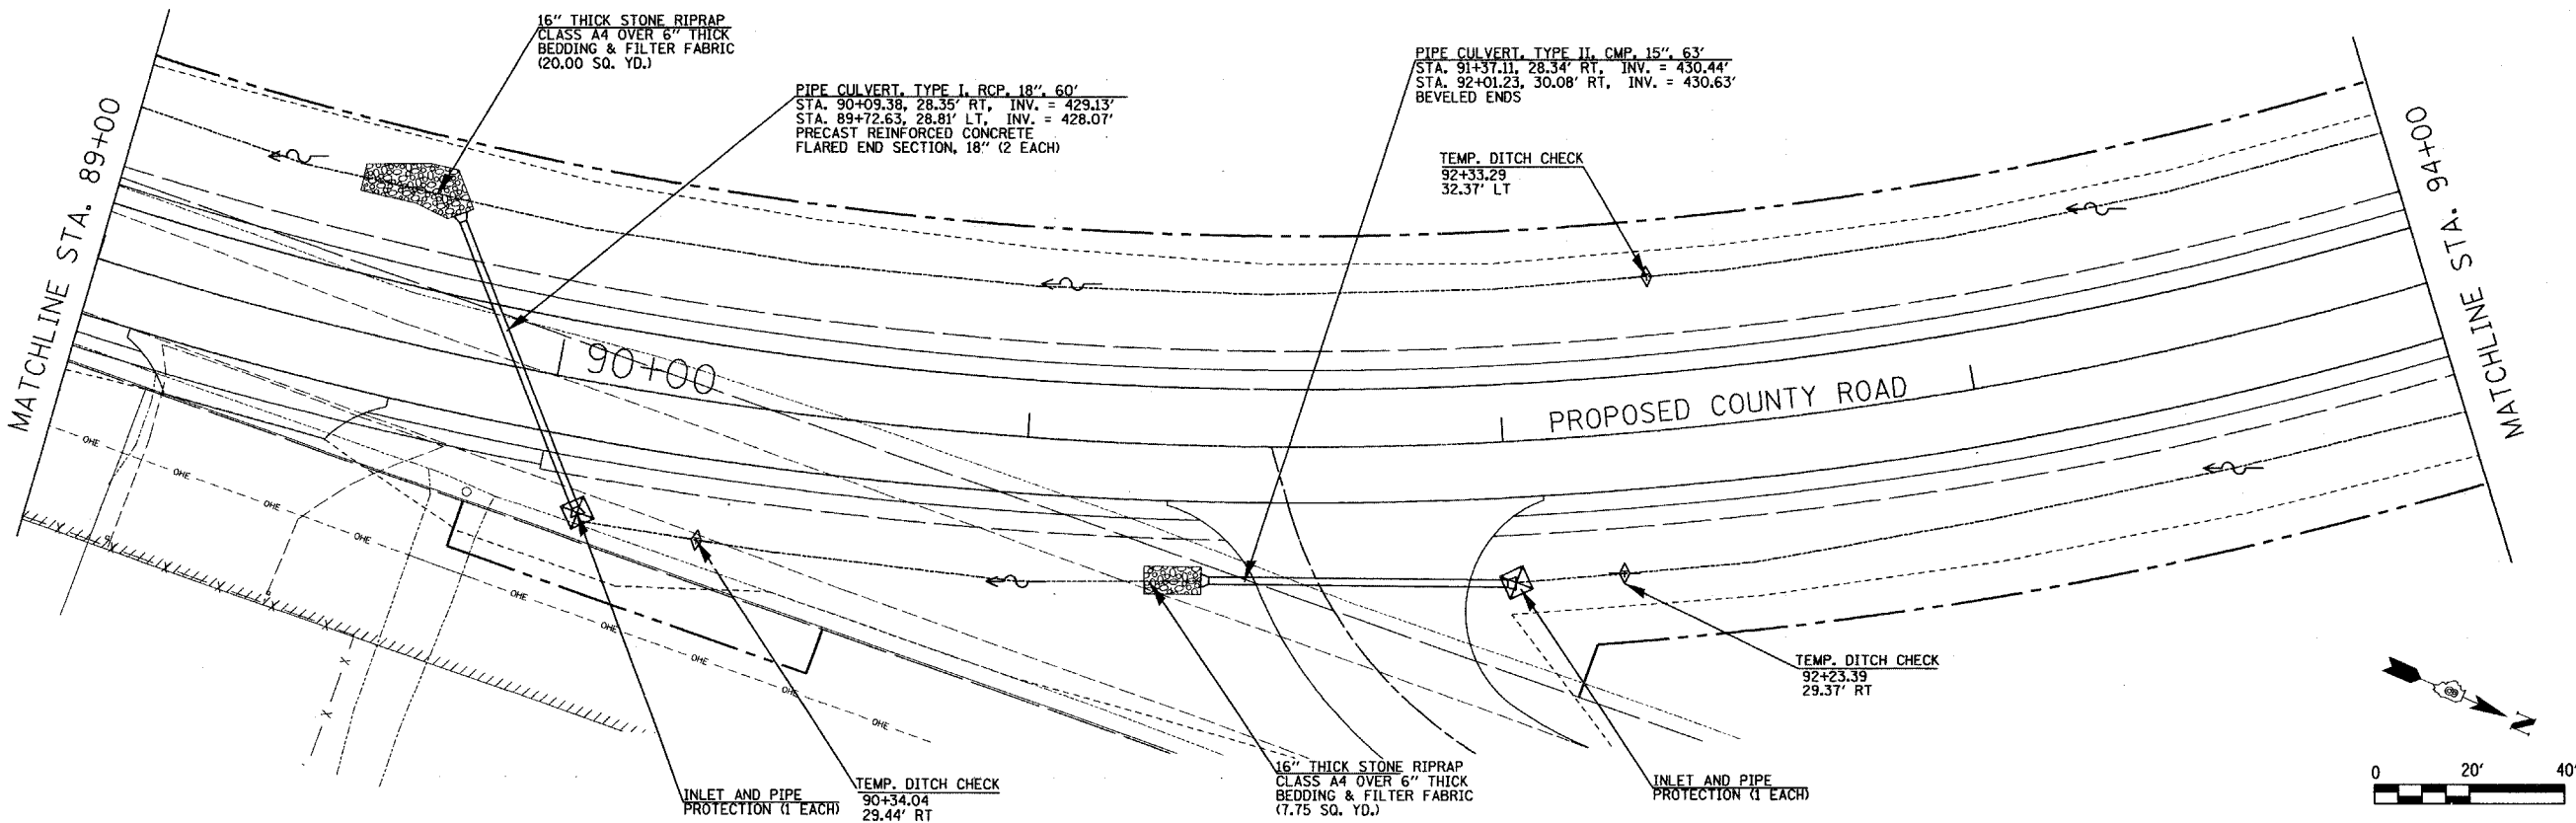 16" THICK STONE RIPRAP
CLASS A4 OVER 6" THICK
BEDDING & FILTER FABRIC
(20.00 SQ. YD.)
PIPE CULVERT, TYPE I, RCP, 18", 60'
STA. 90+09.38, 28.35' RT, INV. = 429.13'
STA. 89+72.63, 28.81' LT, INV. = 428.07'
PRECAST REINFORCED CONCRETE
FLARED END SECTION, 18" (2 EACH)
PIPE CULVERT, TYPE II, CMP, 15", 63'
STA. 91+37.11, 28.34' RT, INV. = 430.44'
STA. 92+01.23, 30.08' RT, INV. = 430.63'
BEVELED ENDS
TEMP. DITCH CHECK
92+33.29
32.37' LT
MATCHLINE STA. 89+00
MATCHLINE STA. 94+00
90+00
PROPOSED COUNTY ROAD
OHE
OHE
OHE
OHE
OHE
OHE
OHE
OHE
OHE
X
X
X
X
X
X
X
INLET AND PIPE
PROTECTION (1 EACH)
TEMP. DITCH CHECK
90+34.04
29.44' RT
16" THICK STONE RIPRAP
CLASS A4 OVER 6" THICK
BEDDING & FILTER FABRIC
(7.75 SQ. YD.)
INLET AND PIPE
PROTECTION (1 EACH)
TEMP. DITCH CHECK
92+23.39
29.37' RT
N
0 20' 40'